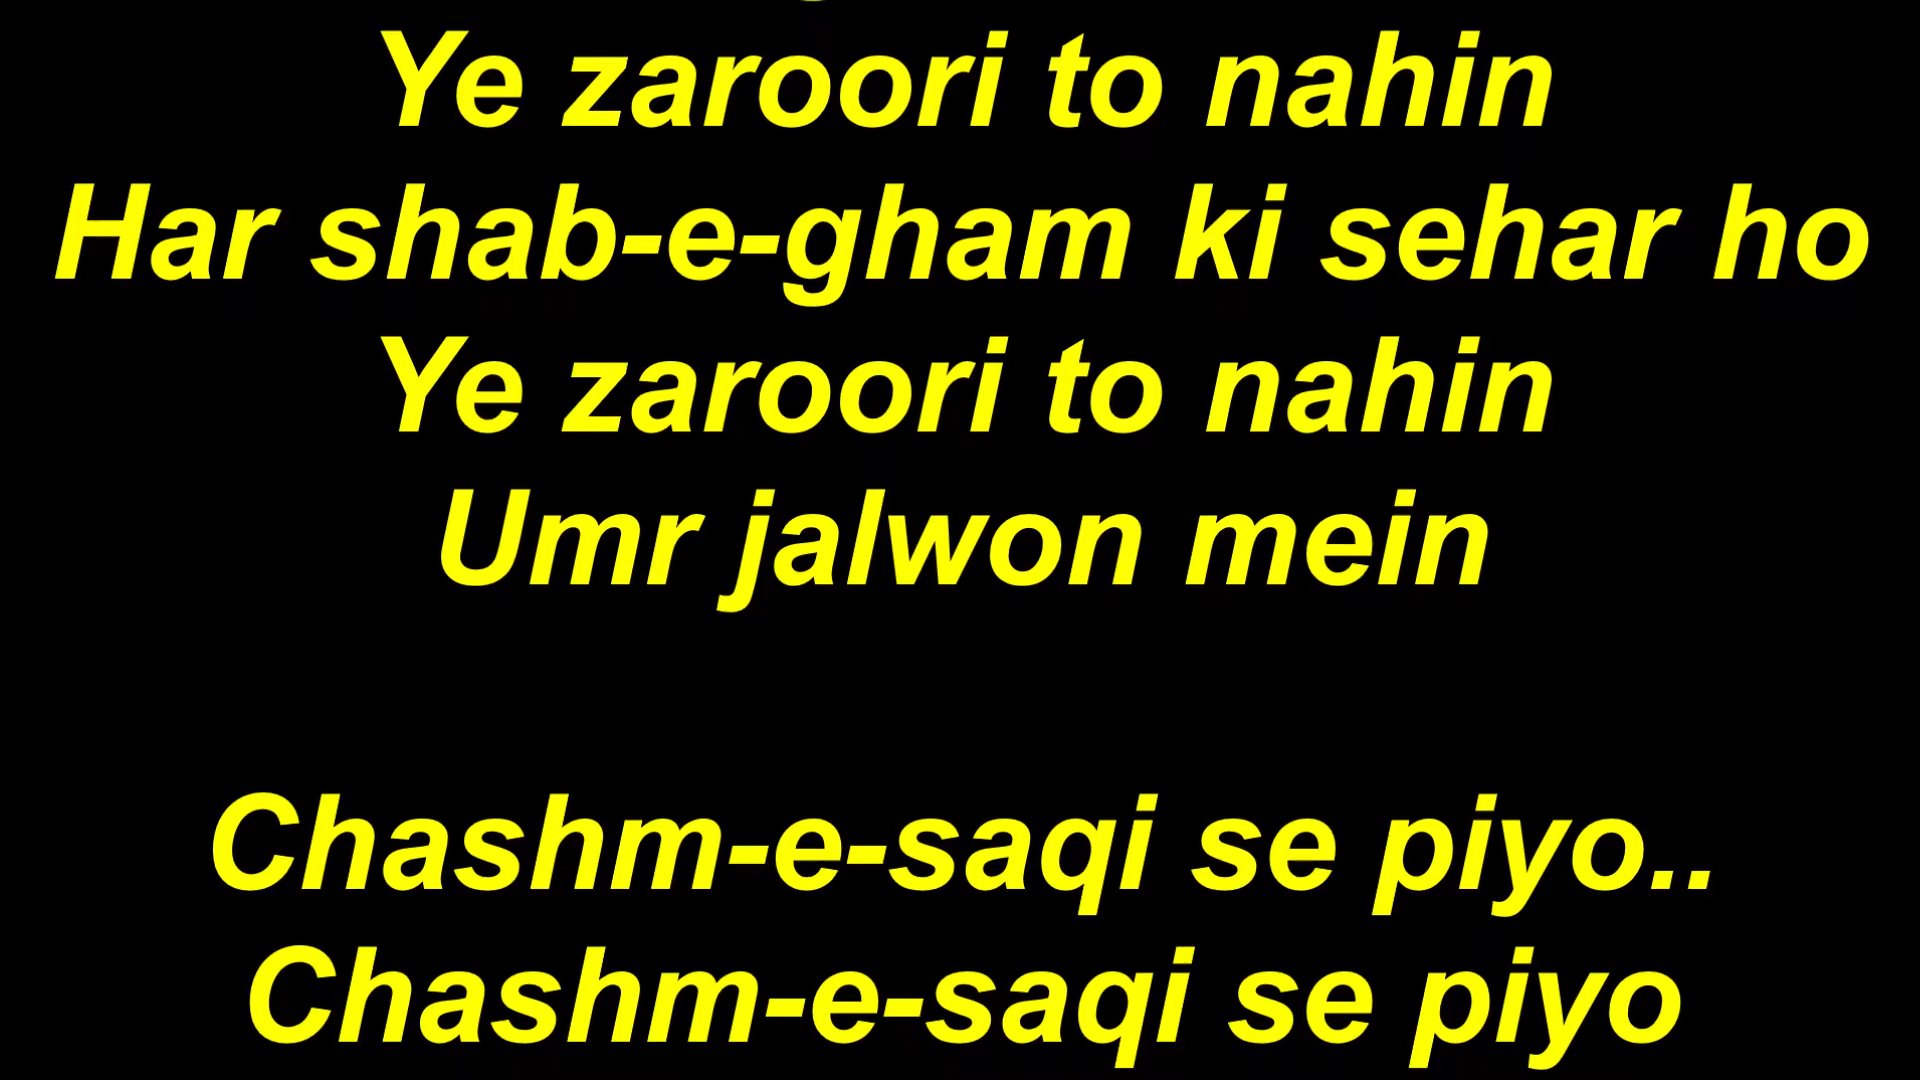 Ye zaroori to nahin
Har shab-e-gham ki sehar ho
Ye zaroori to nahin
Umr jalwon mein
Chashm-e-saqi se piyo..
Chashm-e-saqi se piyo